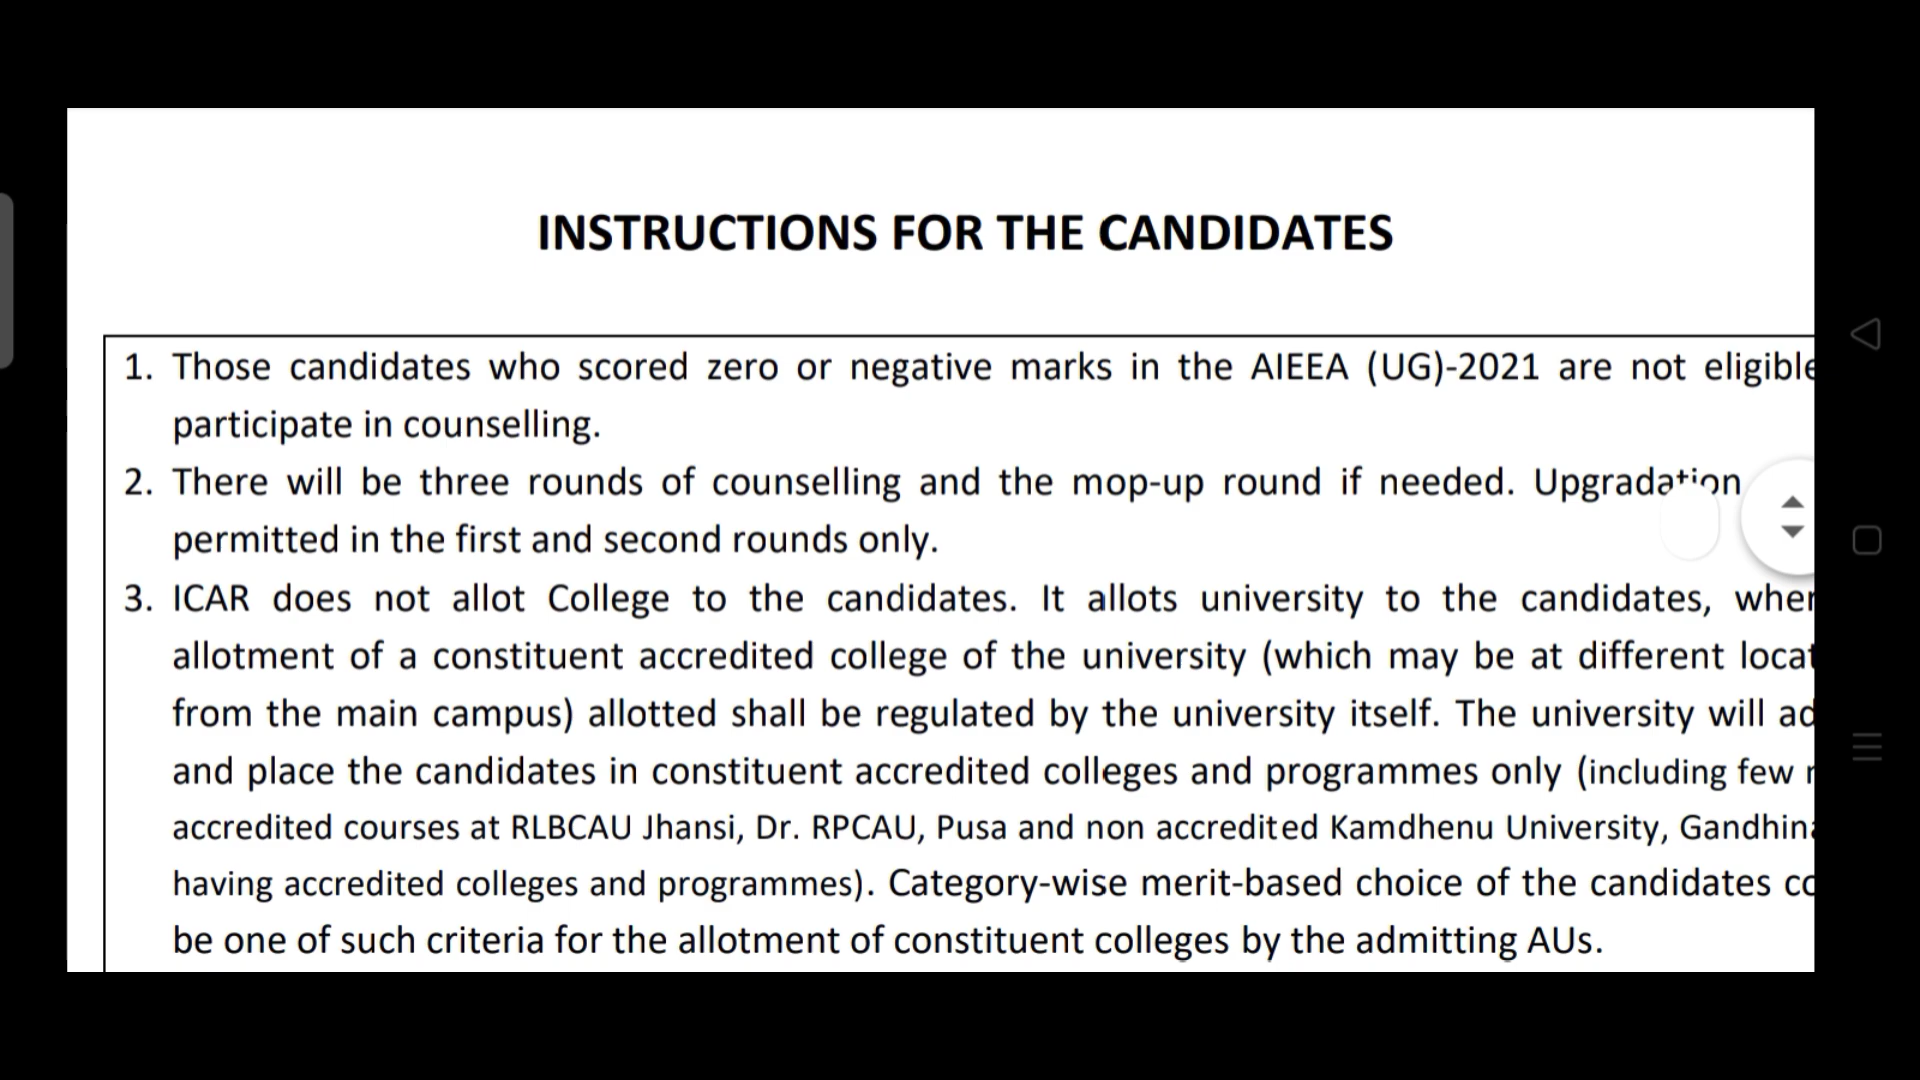 INSTRUCTIONS FOR THE CANDIDATES
1. Those candidates who scored zero or negative marks in the AIEEA (UG)-2021 are not eligible
participate in counselling.
2. There will be three rounds of counselling and the mop-up round if needed. Upgradation
permitted in the first and second rounds only.
3. ICAR does not allot College to the candidates. It allots university to the candidates,
allotment of a constituent accredited college of the university (which may be at different
from the main campus) allotted shall be regulated by the university itself. The university will
and place the candidates in constituent accredited colleges and programmes only (including few
accredited courses at RLBCAU Jhansi, Dr. RPCAU, Pusa and non accredited Kamdhenu University,
having accredited colleges and programmes). Category-wise merit-based choice of the candidates
be one of such criteria for the allotment of constituent colleges by the admitting AUs.